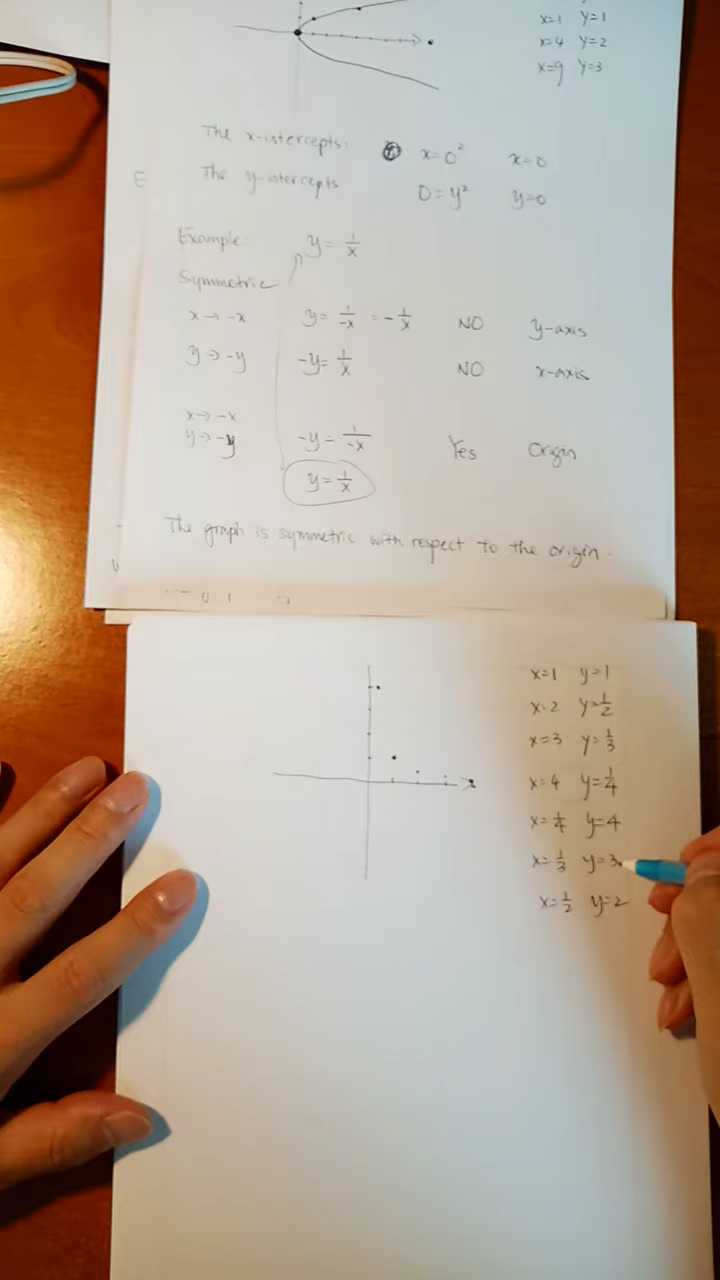 x=1 y=1
x=4 y=2
x=9 y=3
The x-intercepts: x=0² x=0
E
The y-intercepts 0=y² y=0
Example: y = 1/x
Symmetric
x → -x y = 1/-x = -1/x NO y-axis
y → -y -y = 1/x NO x-axis
x → -x
y → -y -y = 1/-x Yes Origin
y = 1/x
The graph is symmetric with respect to the origin.
x=1 y=1
x=2 y=1/2
x=3 y=1/3
x=4 y=1/4
x=1/4 y=4
x=1/3 y=3
x=1/2 y=2